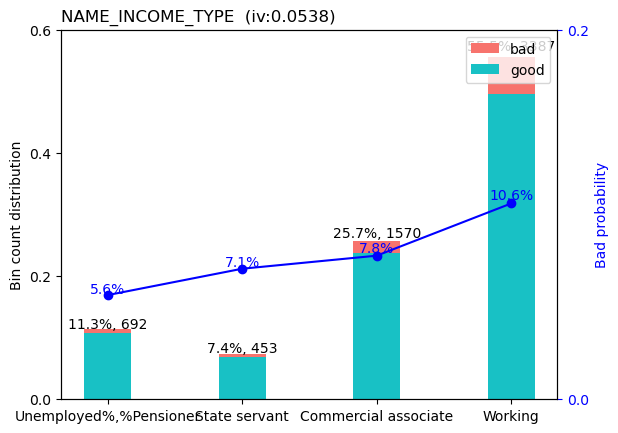 NAME_INCOME_TYPE (iv:0.0538)
0.6
0.4
0.2
0.0
Bin count distribution
0.2
0.0
Bad probability
bad
good
5.6%
11.3%, 692
7.1%
7.4%, 453
25.7%, 1570
7.8%
10.6%
Unemployed%,%Pensioner
State servant
Commercial associate
Working